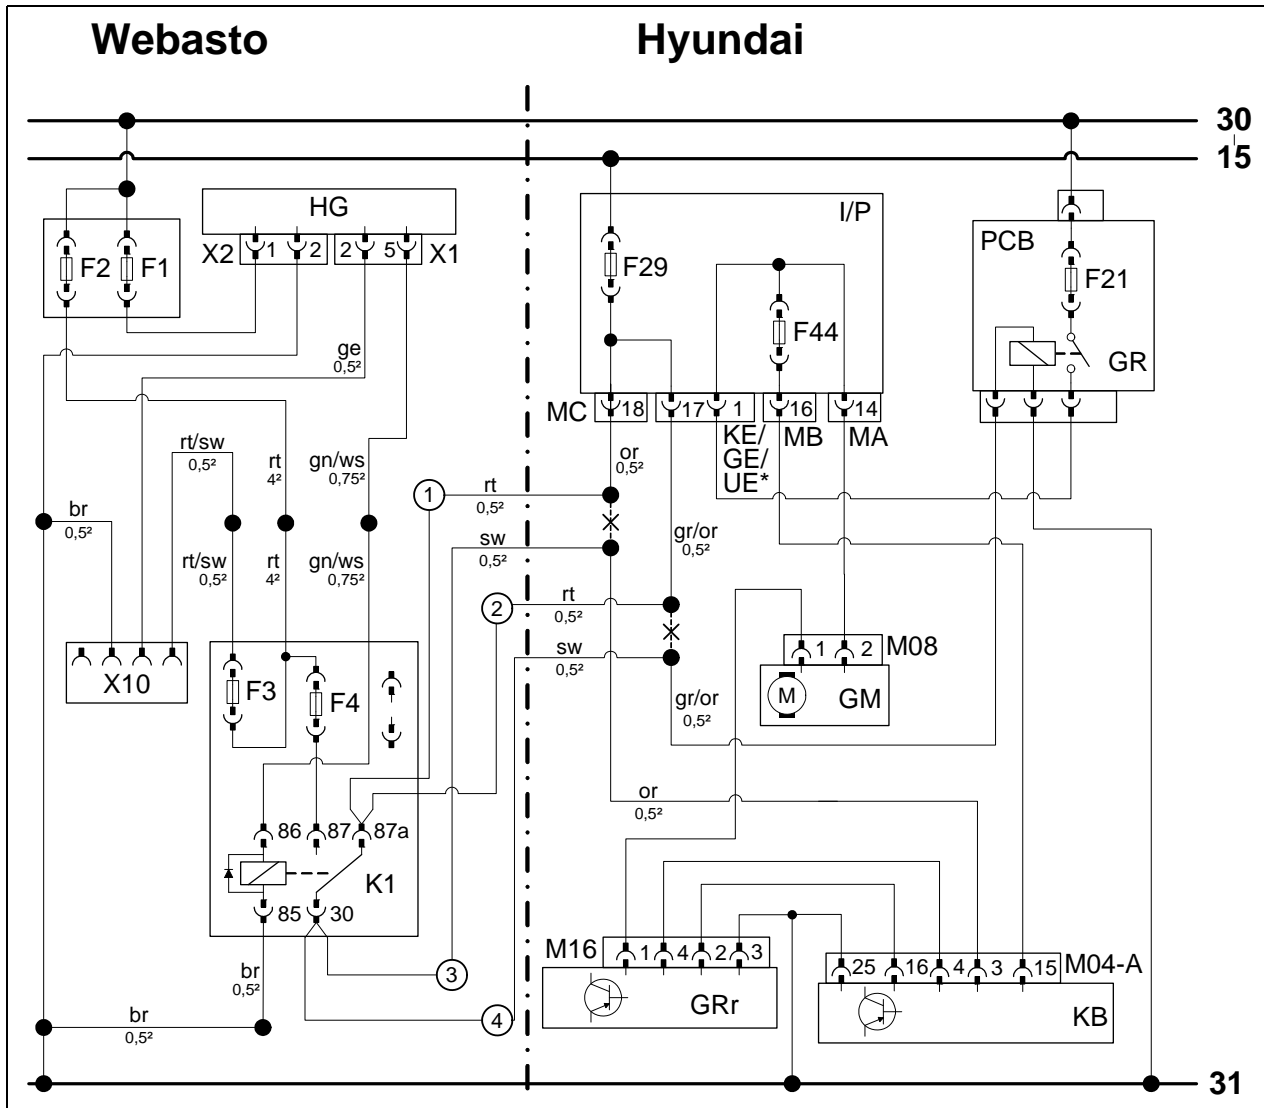 Webasto Hyundai
30
15
HG
I/P
PCB
X2 1 2 2 5 X1
F2 F1
F29
F21
F44
GR
ge
0,5²
MC 18 17 1 16 14
KE/
GE/
UE*
MB MA
rt/sw
0,5²
rt
4²
gn/ws
0,75²
or
0,5²
1
rt
0,5²
br
0,5²
gr/or
0,5²
sw
0,5²
rt/sw
0,5²
rt
4²
gn/ws
0,75²
2
rt
0,5²
sw
0,5²
1 2 M08
X10
F3 F4
gr/or
0,5²
M GM
or
0,5²
86 87 87a
K1
85 30
M16 1 4 2 3
25 16 4 3 15 M04-A
br
0,5²
3
GRr
KB
br
0,5²
4
31